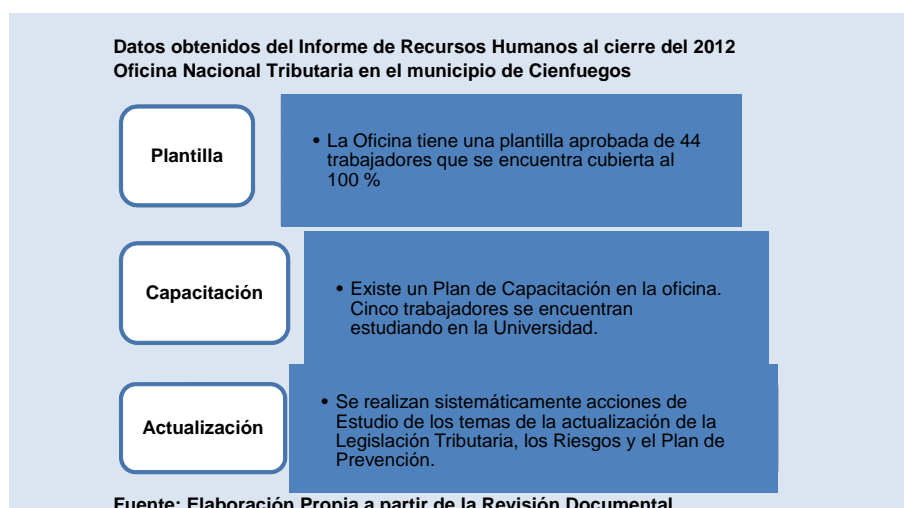 Datos obtenidos del Informe de Recursos Humanos al cierre del 2012
Oficina Nacional Tributaria en el municipio de Cienfuegos
Plantilla
• La Oficina tiene una plantilla aprobada de 44
trabajadores que se encuentra cubierta al
100 %
Capacitación
• Existe un Plan de Capacitación en la oficina.
Cinco trabajadores se encuentran
estudiando en la Universidad.
Actualización
• Se realizan sistemáticamente acciones de
Estudio de los temas de la actualización de la
Legislación Tributaria, los Riesgos y el Plan de
Prevención.
Fuente: Elaboración Propia a partir de la Revisión Documental